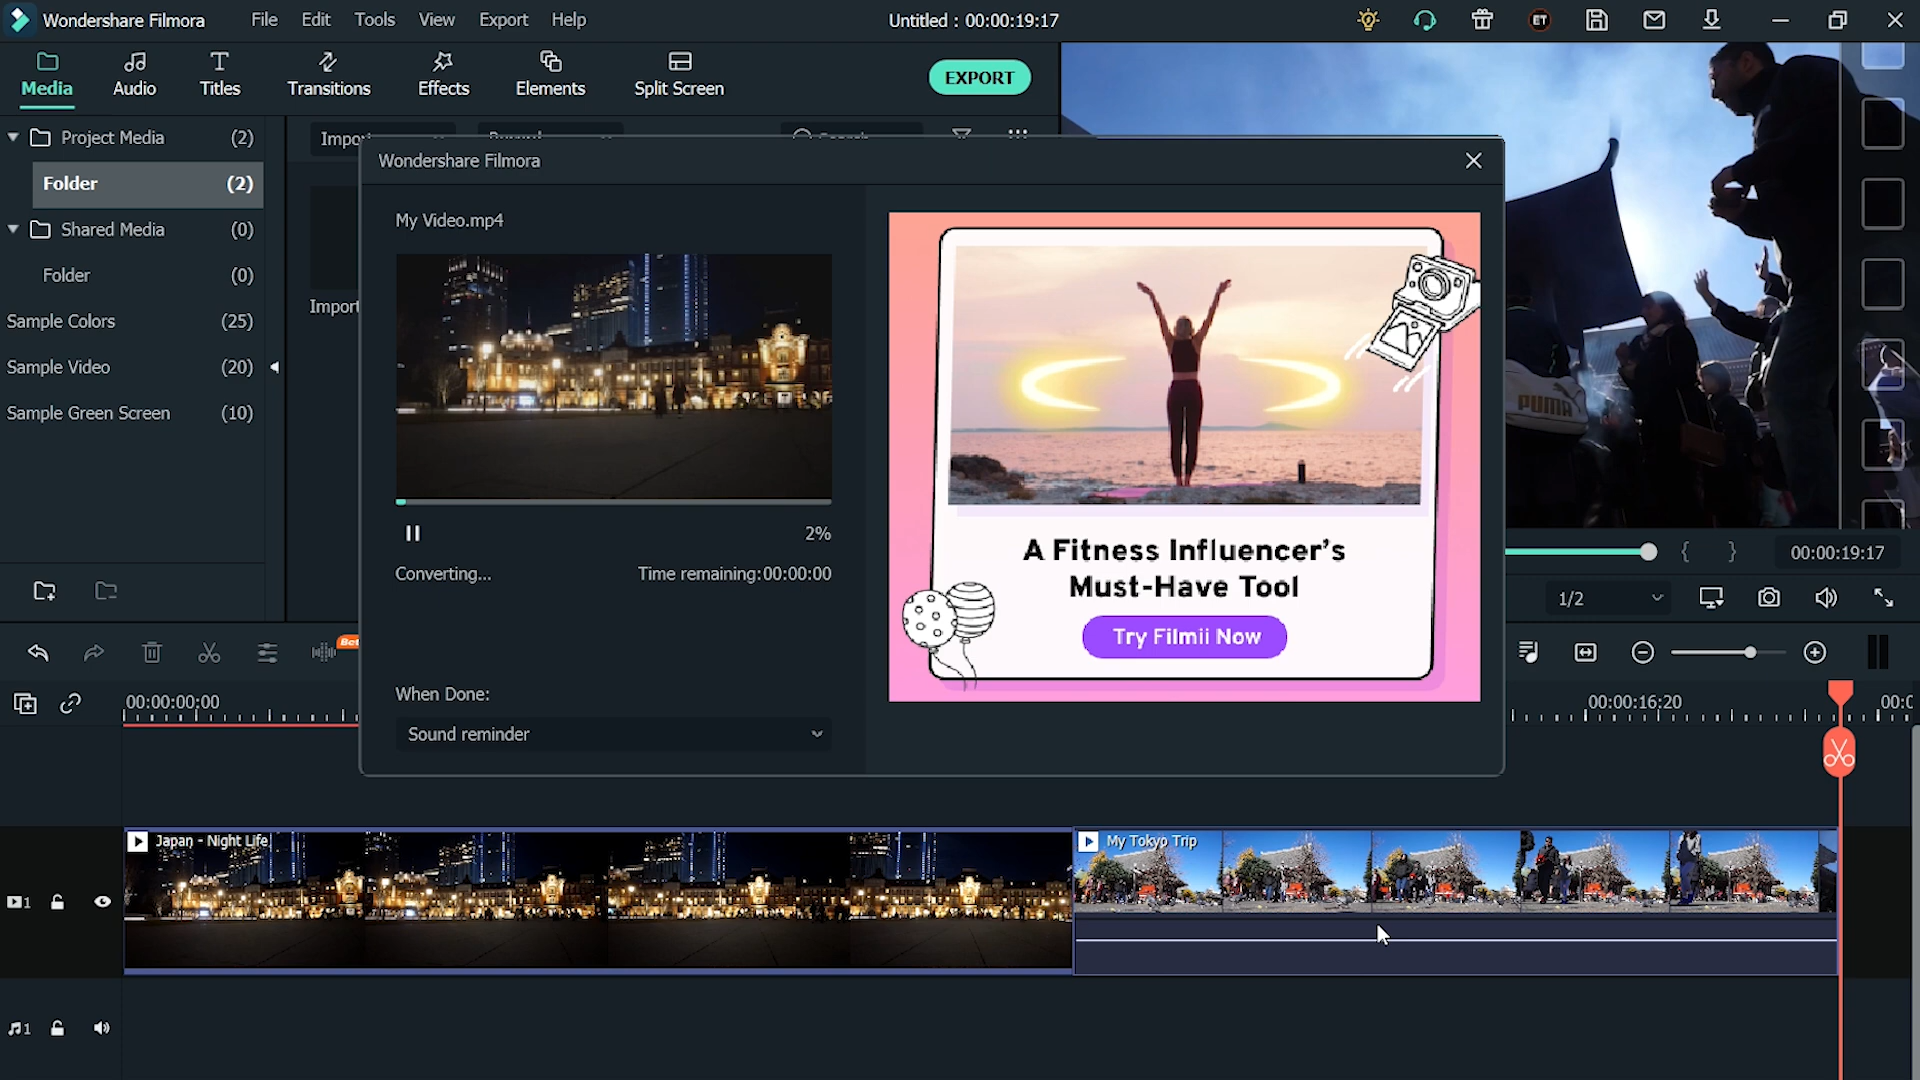 Wondershare Filmora
File Edit Tools View Export Help
Untitled : 00:00:19:17
ET
Media
Audio
Titles
Transitions
Effects
Elements
Split Screen
EXPORT
Project Media (2)
Folder (2)
Shared Media (0)
Folder (0)
Sample Colors (25)
Sample Video (20)
Sample Green Screen (10)
Import
Wondershare Filmora
My Video.mp4
2%
Converting...
Time remaining:00:00:00
When Done:
Sound reminder
A Fitness Influencer's
Must-Have Tool
Try Filmii Now
PUMA
{ }
00:00:19:17
1/2
00:00:00:00
00:00:16:20
Japan - Night Life
My Tokyo Trip
1
1